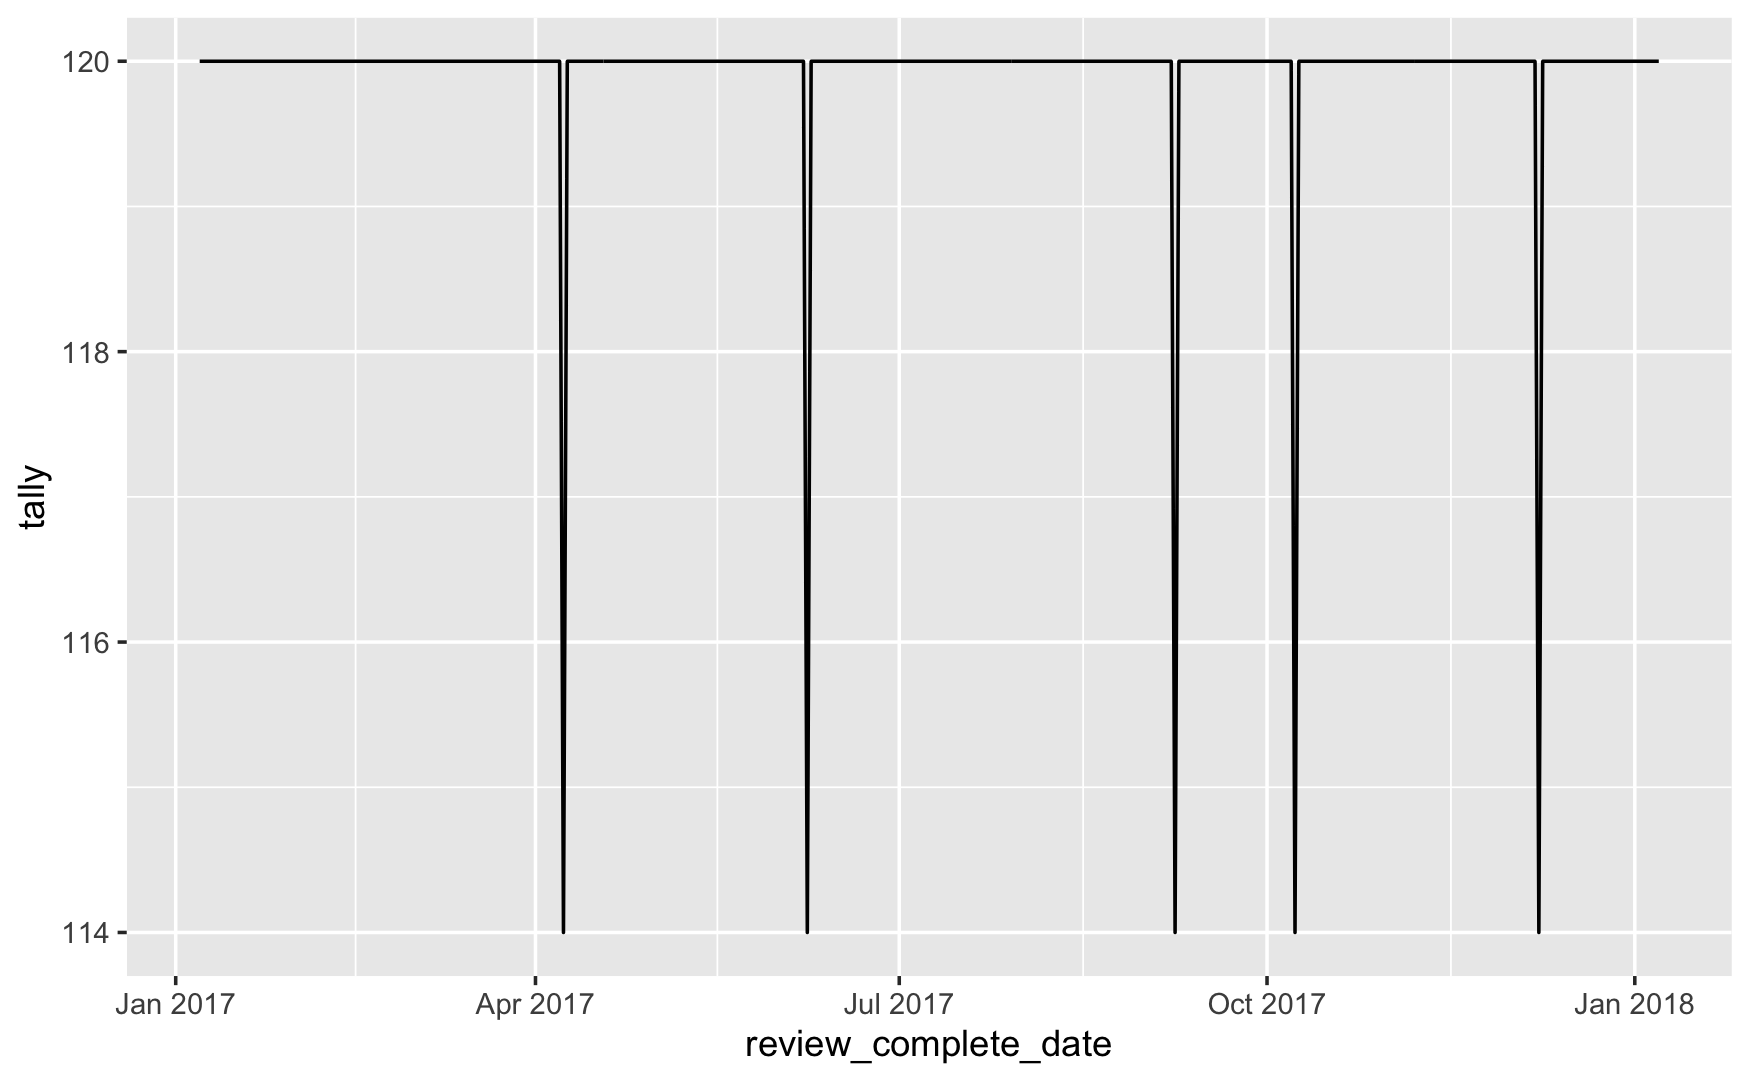 120
118
116
114
tally
Jan 2017
Apr 2017
Jul 2017
Oct 2017
Jan 2018
review_complete_date